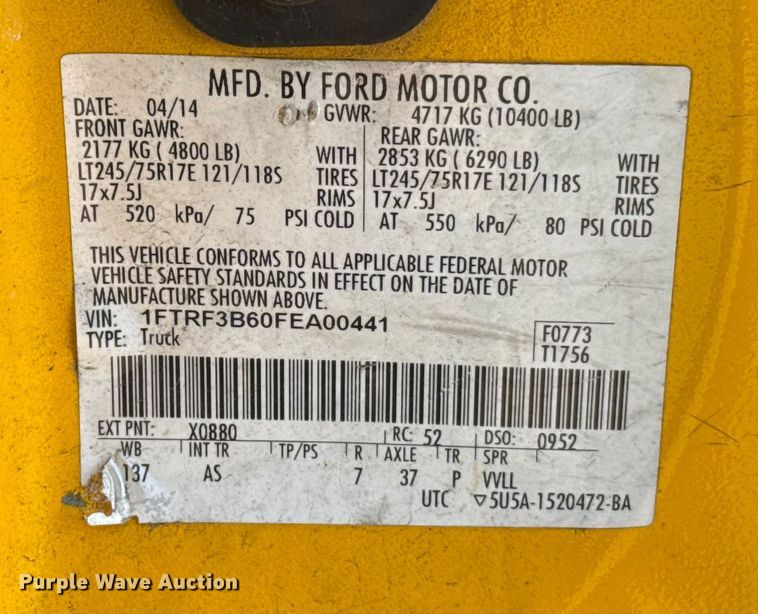 MFD. BY FORD MOTOR CO.
DATE: 04/14 GVWR: 4717 KG (10400 LB)
FRONT GAWR: REAR GAWR:
2177 KG ( 4800 LB) WITH 2853 KG ( 6290 LB) WITH
LT245/75R17E 121/118S TIRES LT245/75R17E 121/118S TIRES
17x7.5J RIMS 17x7.5J RIMS
AT 520 kPa/ 75 PSI COLD AT 550 kPa/ 80 PSI COLD
THIS VEHICLE CONFORMS TO ALL APPLICABLE FEDERAL MOTOR
VEHICLE SAFETY STANDARDS IN EFFECT ON THE DATE OF
MANUFACTURE SHOWN ABOVE.
VIN: 1FTRF3B60FEA00441 F0773
TYPE: Truck T1756
EXT PNT: X0880 RC: 52 DSO: 0952
WB INT TR TP/PS R AXLE TR SPR
137 AS 7 37 P VVLL
UTC ▽5U5A-1520472-BA
Purple Wave Auction